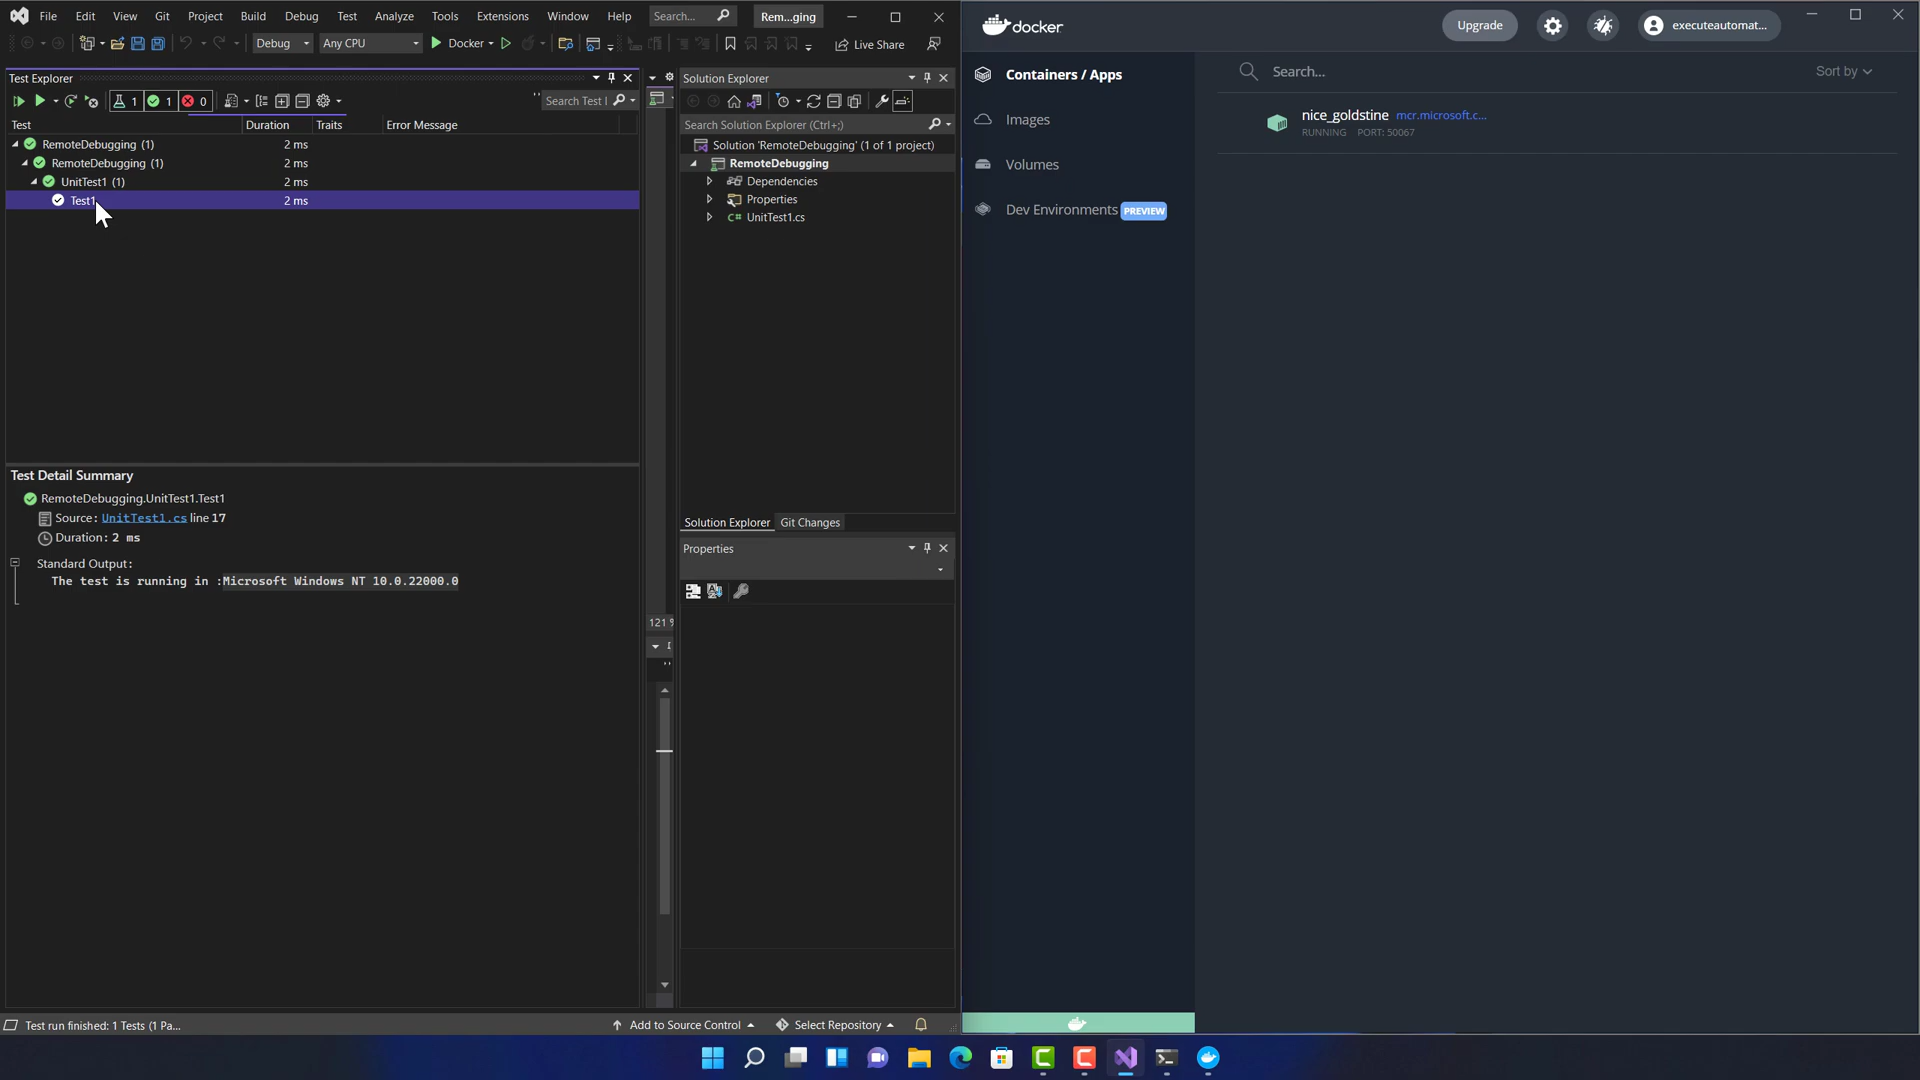 File Edit View Git Project Build Debug Test Analyze Tools Extensions Window Help Search... Rem...ging
Debug Any CPU Docker Live Share
Test Explorer
1 1 0 Search Test
Test Duration Traits Error Message
RemoteDebugging (1) 2 ms
RemoteDebugging (1) 2 ms
UnitTest1 (1) 2 ms
Test1 2 ms
Test Detail Summary
RemoteDebugging.UnitTest1.Test1
Source: UnitTest1.cs line 17
Duration: 2 ms
Standard Output:
The test is running in :Microsoft Windows NT 10.0.22000.0
121 %
Solution Explorer
Search Solution Explorer (Ctrl+;)
Solution 'RemoteDebugging' (1 of 1 project)
RemoteDebugging
Dependencies
Properties
C# UnitTest1.cs
Solution Explorer Git Changes
Properties
Test run finished: 1 Tests (1 Pa... Add to Source Control Select Repository
docker Upgrade executeautomat...
Containers / Apps
Images
Volumes
Dev Environments PREVIEW
Search... Sort by
nice_goldstine mcr.microsoft.c...
RUNNING PORT: 50067